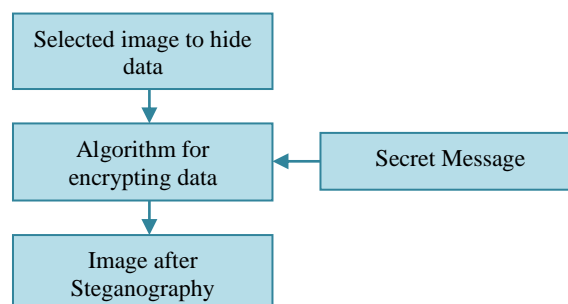 Selected image to hide
data
Algorithm for
encrypting data
Secret Message
Image after
Steganography